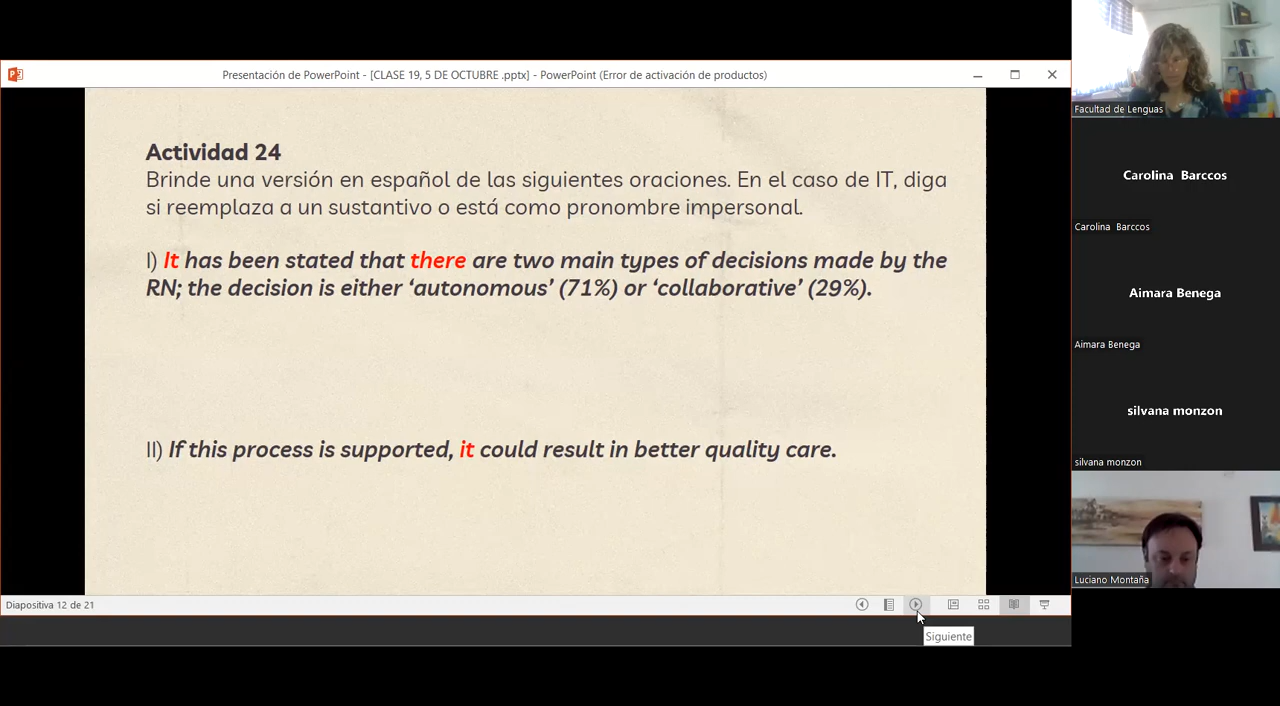 Presentación de PowerPoint - [CLASE 19, 5 DE OCTUBRE .pptx] - PowerPoint (Error de activación de productos)
Actividad 24
Brinde una versión en español de las siguientes oraciones. En el caso de IT, diga
si reemplaza a un sustantivo o está como pronombre impersonal.
I) It has been stated that there are two main types of decisions made by the
RN; the decision is either ‘autonomous’ (71%) or ‘collaborative’ (29%).
II) If this process is supported, it could result in better quality care.
Diapositiva 12 de 21
Siguiente
Facultad de Lenguas
Carolina Barccos
Carolina Barccos
Aimara Benega
Aimara Benega
silvana monzon
silvana monzon
Luciano Montaña